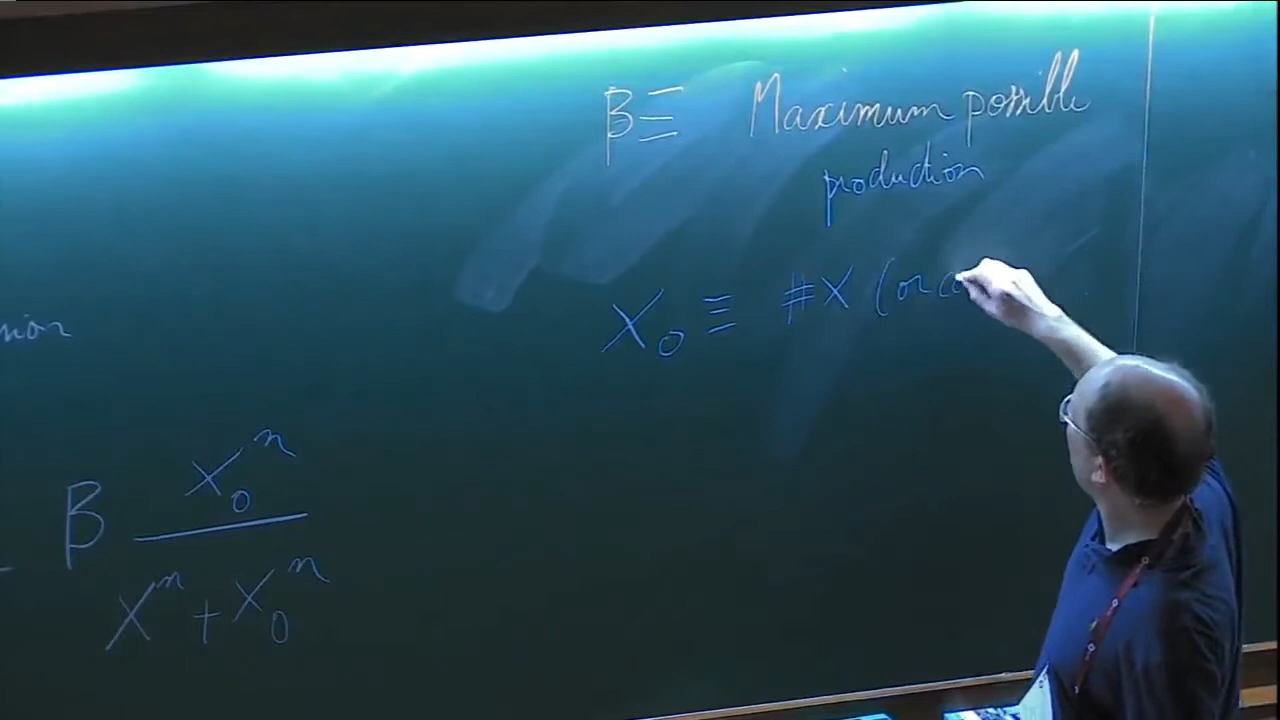 β ≡ Maximum possible
production
X₀ ≡ #X (or
β X₀ⁿ / (Xⁿ + X₀ⁿ)